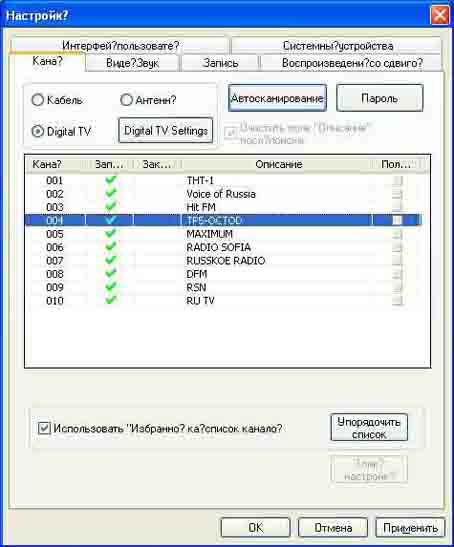 Настройк?
Интерфей?пользовате?
Системны?устройства
Кана?
Виде?Звук
Запись
Воспроизведени?со сдвиго?
Кабель
Антенн?
Автосканирование
Пароль
Digital TV
Digital TV Settings
Очистить поле "Описание"
посл?поиска
Кана? Зап... Зак... Описание Пол...
001 ТНТ-1
002 Voice of Russia
003 Hit FM
004 TPS-OCTOD
005 MAXIMUM
006 RADIO SOFIA
007 RUSSKOE RADIO
008 DFM
009 RSN
010 RU TV
Использовать "Избранно? ка?список канало?
Упорядочить
список
настройк?
OK
Отмена
Применить